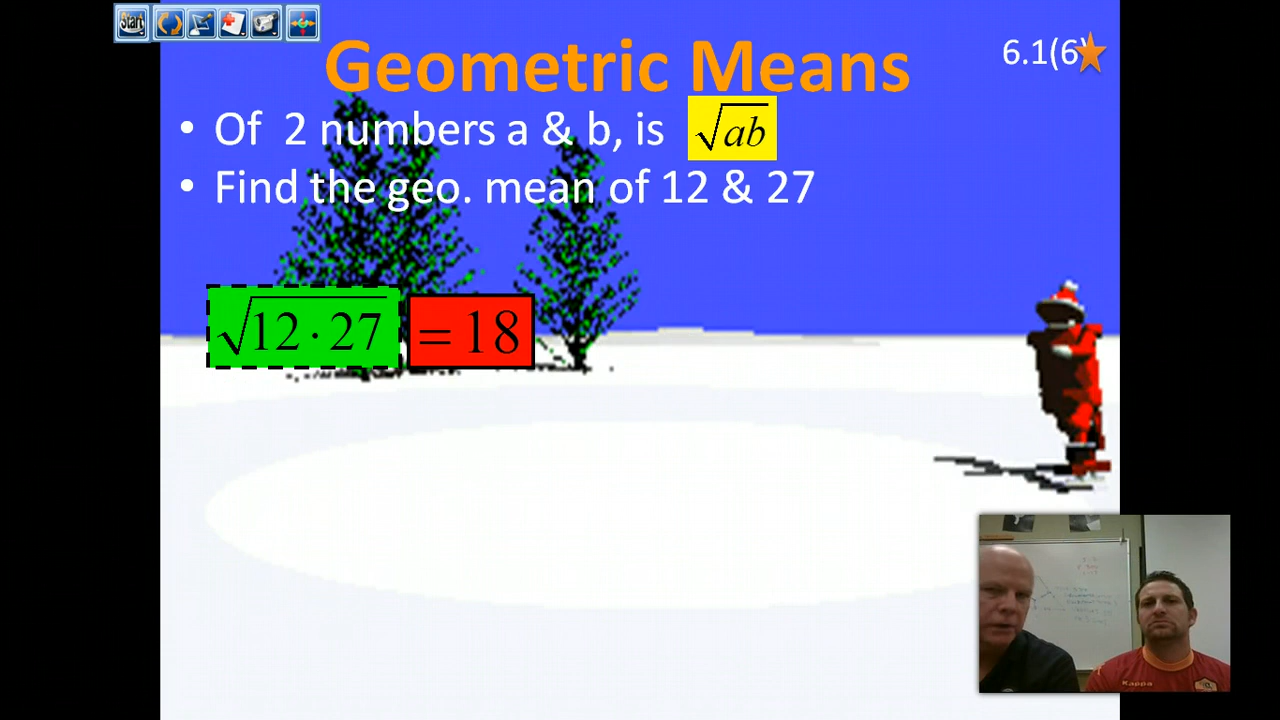 Start
Geometric Means
6.1(6
• Of 2 numbers a & b, is √ab
• Find the geo. mean of 12 & 27
√12·27 = 18
Kappa